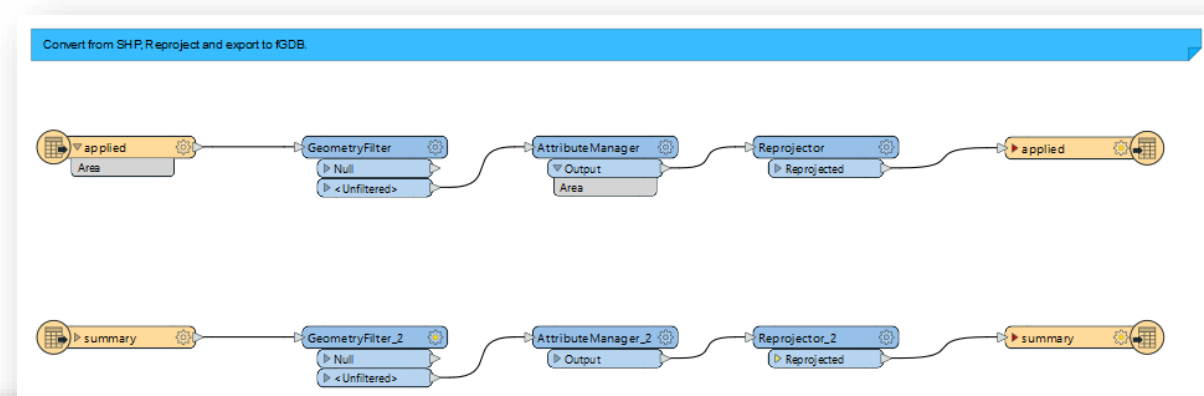 Convert from SHP, Reproject and export to fGDB.
applied
Area
GeometryFilter
Null
<Unfiltered>
AttributeManager
Output
Area
Reprojector
Reprojected
applied
summary
GeometryFilter_2
Null
<Unfiltered>
AttributeManager_2
Output
Reprojector_2
Reprojected
summary